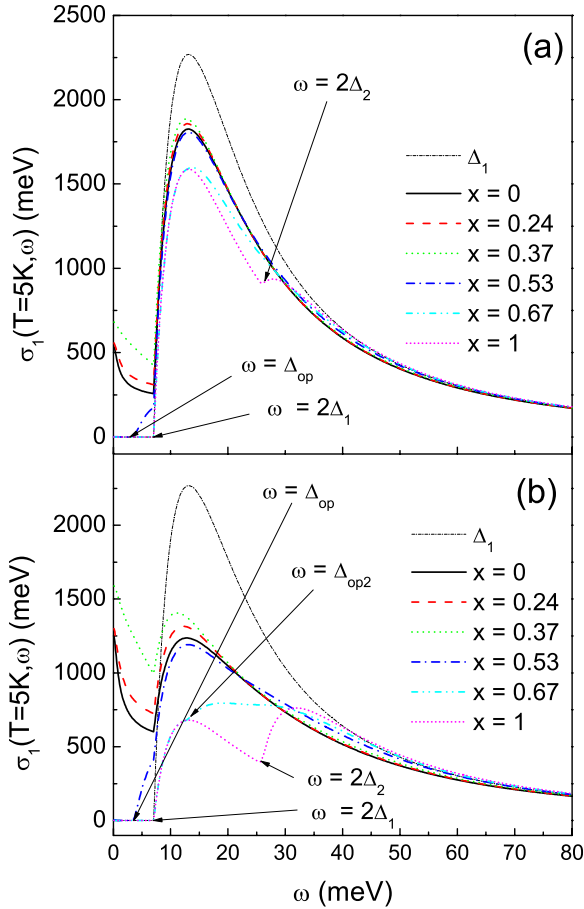 (a)
2500
2000
1500
1000
500
0
σ₁(T=5K,ω) (meV)
ω = 2Δ₂
Δ₁
x = 0
x = 0.24
x = 0.37
x = 0.53
x = 0.67
x = 1
ω = Δop
ω = 2Δ₁
(b)
2000
1500
1000
500
0
σ₁(T=5K,ω) (meV)
ω = Δop
ω = Δop2
Δ₁
x = 0
x = 0.24
x = 0.37
x = 0.53
x = 0.67
x = 1
ω = 2Δ₂
ω = 2Δ₁
0 10 20 30 40 50 60 70 80
ω (meV)